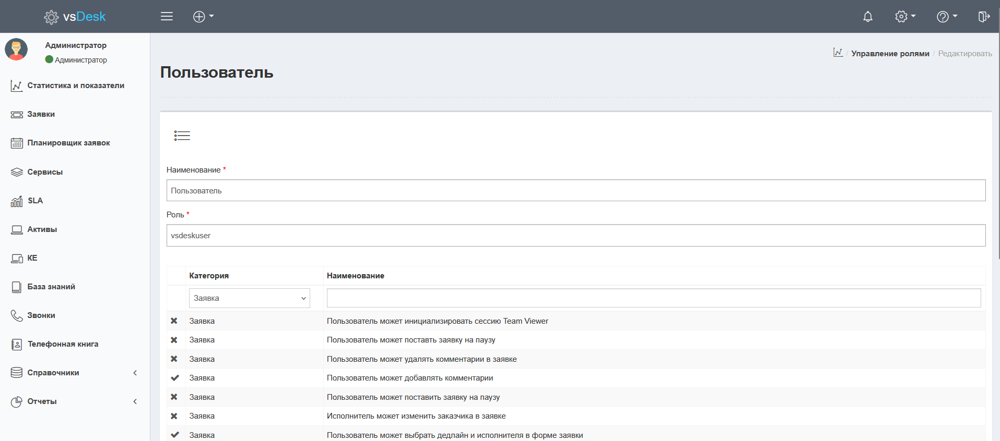 vsDesk
Администратор
Администратор
Статистика и показатели
Заявки
Планировщик заявок
Сервисы
SLA
Активы
КЕ
База знаний
Звонки
Телефонная книга
Справочники
Отчеты
/ Управление ролями / Редактировать
Пользователь
Наименование *
Пользователь
Роль *
vsdeskuser
Категория Наименование
Заявка
Заявка Пользователь может инициализировать сессию Team Viewer
Заявка Пользователь может поставть заявку на паузу
Заявка Пользователь может удалять комментарии в заявке
Заявка Пользователь может добавлять комментарии
Заявка Пользователь может поставить заявку на паузу
Заявка Исполнитель может изменить заказчика в заявке
Заявка Пользователь может выбрать дедлайн и исполнителя в форме заявки